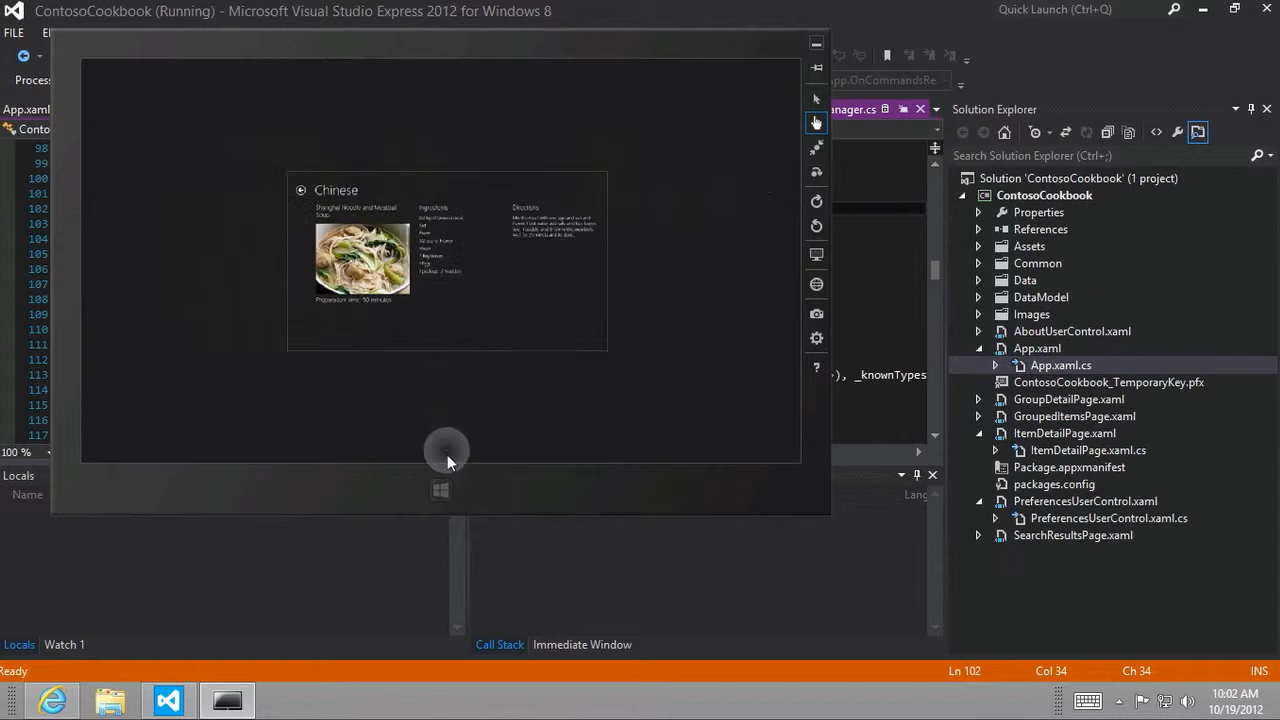 ContosoCookbook (Running) - Microsoft Visual Studio Express 2012 for Windows 8
Quick Launch (Ctrl+Q)
FILE
Proces
App.OnCommandsRe
App.xaml
anager.cs
Conto
98
99
100
101
102
103
104
105
106
107
108
109
110
111
112
113
114
115
116
117
), _knownTypes
100 %
Chinese
Shanghai Noodle and Meatball
Soup
Preparation time: 50 minutes
Ingredients
Directions
Solution Explorer
Search Solution Explorer (Ctrl+;)
Solution 'ContosoCookbook' (1 project)
ContosoCookbook
Properties
References
Assets
Common
Data
DataModel
Images
AboutUserControl.xaml
App.xaml
App.xaml.cs
ContosoCookbook_TemporaryKey.pfx
GroupDetailPage.xaml
GroupedItemsPage.xaml
ItemDetailPage.xaml
ItemDetailPage.xaml.cs
Package.appxmanifest
packages.config
PreferencesUserControl.xaml
PreferencesUserControl.xaml.cs
SearchResultsPage.xaml
Locals
Name
Lang
Locals
Watch 1
Call Stack
Immediate Window
Ready
Ln 102
Col 34
Ch 34
INS
10:02 AM
10/19/2012